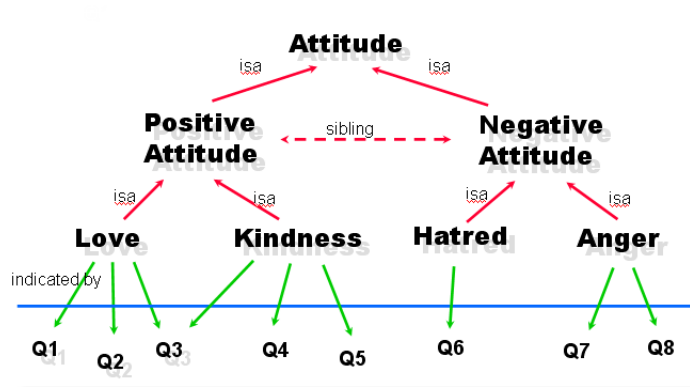 Attitude
isa
isa
Positive
Attitude
sibling
Negative
Attitude
isa
isa
isa
isa
Love
Kindness
Hatred
Anger
indicated by
Q1
Q2
Q3
Q4
Q5
Q6
Q7
Q8